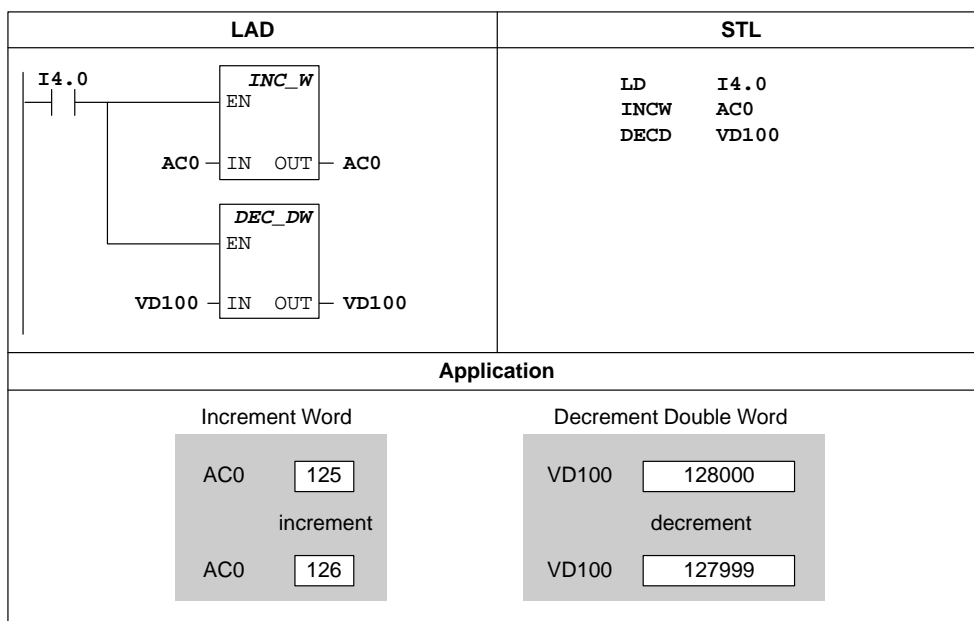 LAD
STL
I4.0
INC_W
EN
AC0 IN OUT AC0
DEC_DW
EN
VD100 IN OUT VD100
LD I4.0
INCW AC0
DECD VD100
Application
Increment Word
AC0 125
increment
AC0 126
Decrement Double Word
VD100 128000
decrement
VD100 127999